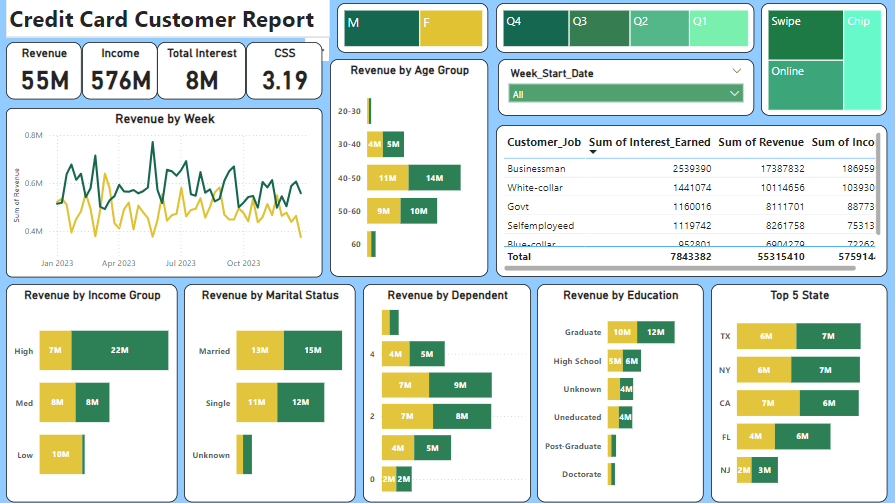 Credit Card Customer Report
Revenue
55M
Income
576M
Total Interest
8M
CSS
3.19
M
F
Q4
Q3
Q2
Q1
Swipe
Chip
Online
Week_Start_Date
All
Revenue by Week
Sum of Revenue
0.8M
0.6M
0.4M
Jan 2023 Apr 2023 Jul 2023 Oct 2023
Revenue by Age Group
20-30
30-40 4M 5M
40-50 11M 14M
50-60 9M 10M
60
Customer_Job Sum of Interest_Earned Sum of Revenue Sum of Inco
Businessman 2539390 17387832 186959
White-collar 1441074 10114656 103930
Govt 1160016 8111701 88773
Selfemployeed 1119742 8261758 75313
Blue-collar 952801 6904279 72262
Total 7843382 55315410 5759144
Revenue by Income Group
High 7M 22M
Med 8M 8M
Low 10M
Revenue by Marital Status
Married 13M 15M
Single 11M 12M
Unknown
Revenue by Dependent
4 4M 5M
7M 9M
2 7M 8M
4M 5M
0 2M 2M
Revenue by Education
Graduate 10M 12M
High School 5M 6M
Unknown 4M
Uneducated 4M
Post-Graduate
Doctorate
Top 5 State
TX 6M 7M
NY 6M 7M
CA 7M 6M
FL 4M 6M
NJ 2M 3M